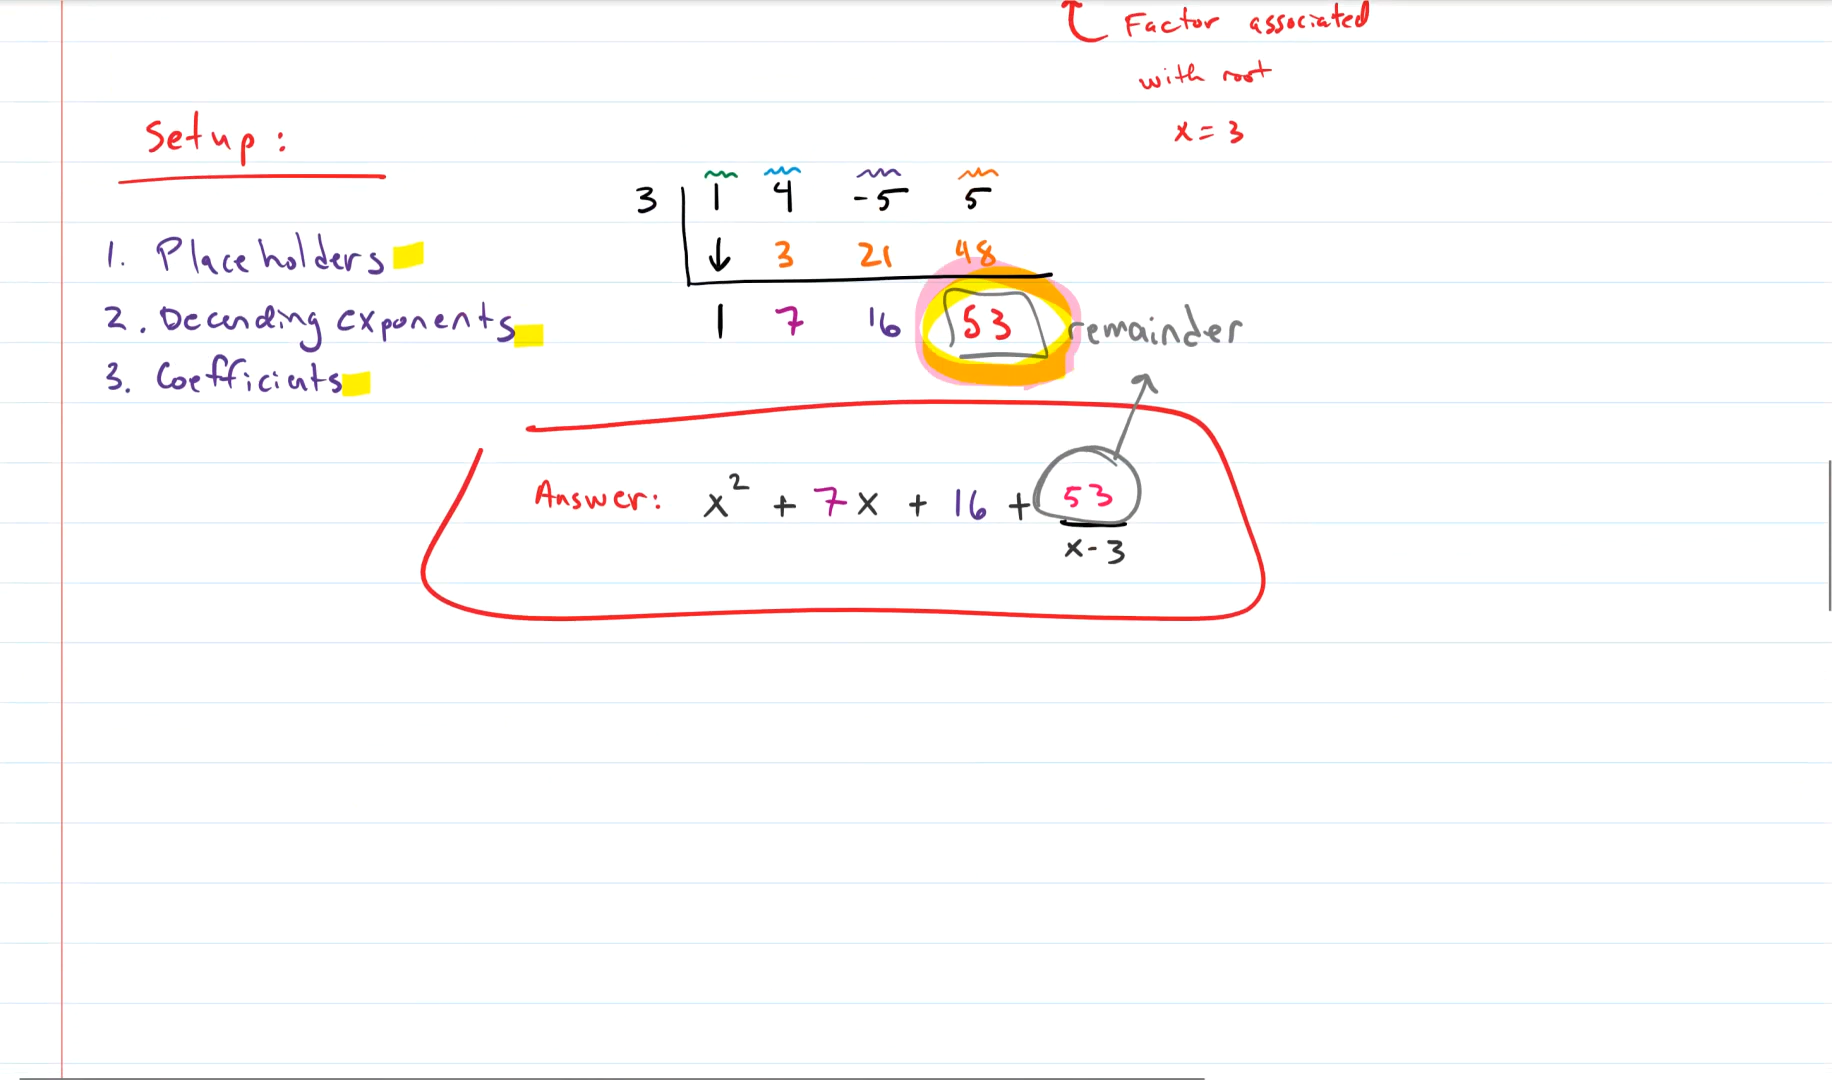 Factor associated
with root
x = 3
Setup:
3 | 1 4 -5 5
↓ 3 21 48
1 7 16 53 remainder
1. Placeholders
2. Decending exponents
3. Coefficients
Answer: x² + 7x + 16 + 53
x-3